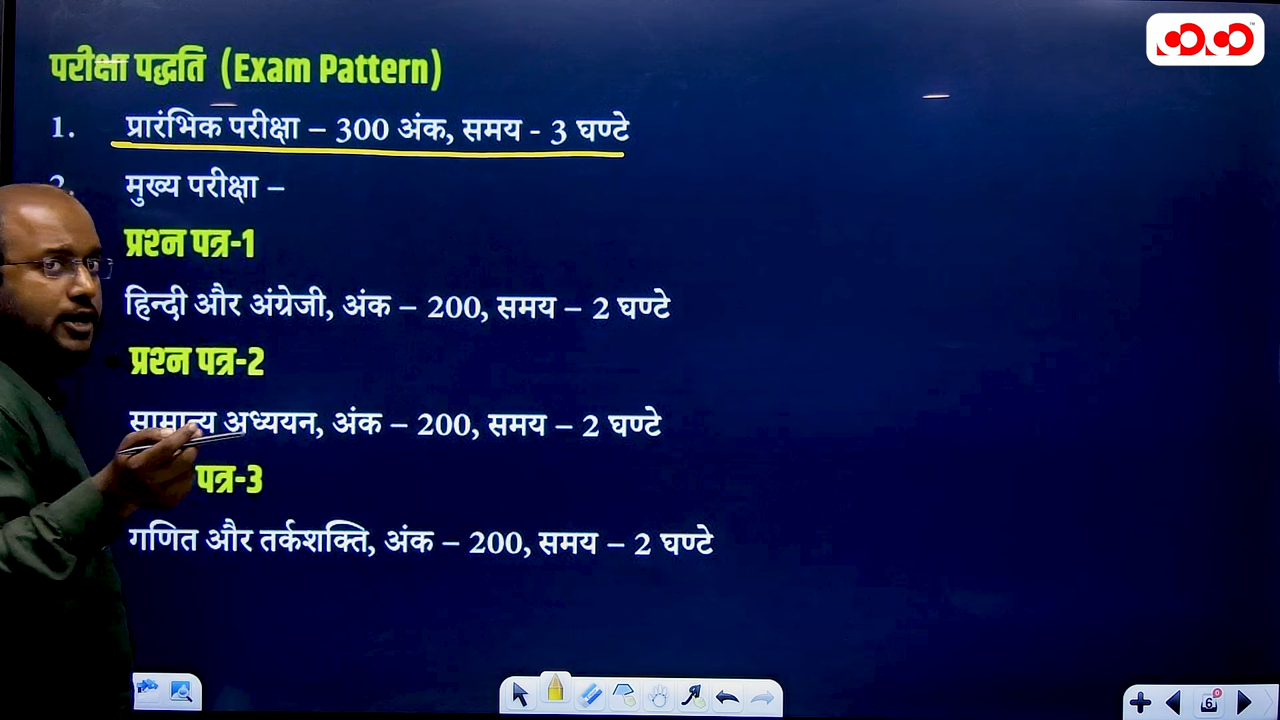 परीक्षा पद्धति (Exam Pattern)
1. प्रारंभिक परीक्षा – 300 अंक, समय - 3 घण्टे
2. मुख्य परीक्षा –
प्रश्न पत्र-1
हिन्दी और अंग्रेजी, अंक – 200, समय – 2 घण्टे
प्रश्न पत्र-2
सामान्य अध्ययन, अंक – 200, समय – 2 घण्टे
पत्र-3
गणित और तर्कशक्ति, अंक – 200, समय – 2 घण्टे
6